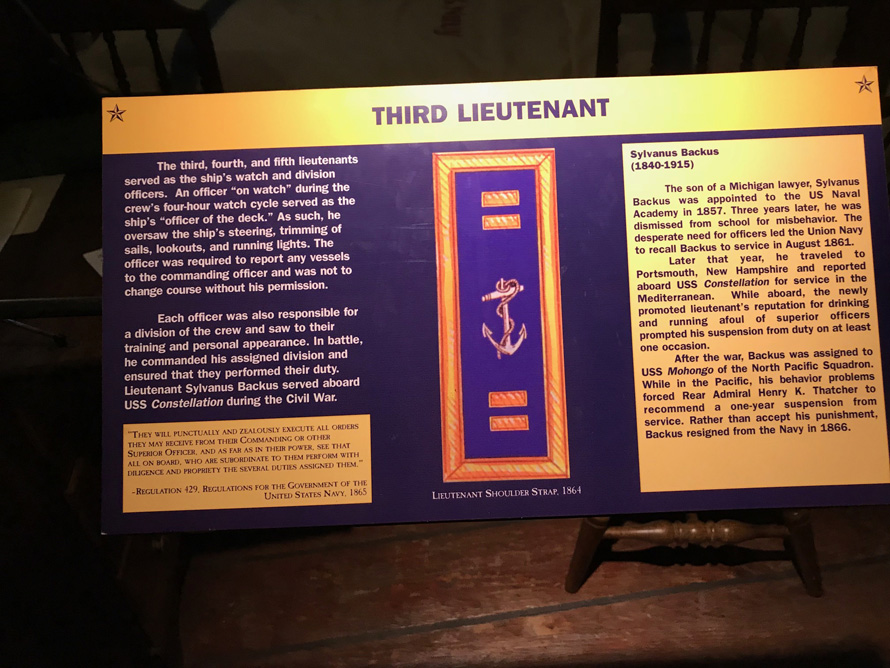 THIRD LIEUTENANT
The third, fourth, and fifth lieutenants
served as the ship's watch and division
officers. An officer "on watch" during the
crew's four-hour watch cycle served as the
ship's "officer of the deck." As such, he
oversaw the ship's steering, trimming of
sails, lookouts, and running lights. The
officer was required to report any vessels
to the commanding officer and was not to
change course without his permission.
Each officer was also responsible for
a division of the crew and saw to their
training and personal appearance. In battle,
he commanded his assigned division and
ensured that they performed their duty.
Lieutenant Sylvanus Backus served aboard
USS Constellation during the Civil War.
"They will punctually and zealously execute all orders
they may receive from their Commanding or other
Superior Officer, and as far as in their power, see that
all on board, who are subordinate to them perform with
diligence and propriety the several duties assigned them."
-Regulation 429, Regulations for the Government of the
United States Navy, 1865
Lieutenant Shoulder Strap, 1864
Sylvanus Backus
(1840-1915)
The son of a Michigan lawyer, Sylvanus
Backus was appointed to the US Naval
Academy in 1857. Three years later, he was
dismissed from school for misbehavior. The
desperate need for officers led the Union Navy
to recall Backus to service in August 1861.
Later that year, he traveled to
Portsmouth, New Hampshire and reported
aboard USS Constellation for service in the
Mediterranean. While aboard, the newly
promoted lieutenant's reputation for drinking
and running afoul of superior officers
prompted his suspension from duty on at least
one occasion.
After the war, Backus was assigned to
USS Mohongo of the North Pacific Squadron.
While in the Pacific, his behavior problems
forced Rear Admiral Henry K. Thatcher to
recommend a one-year suspension from
service. Rather than accept his punishment,
Backus resigned from the Navy in 1866.